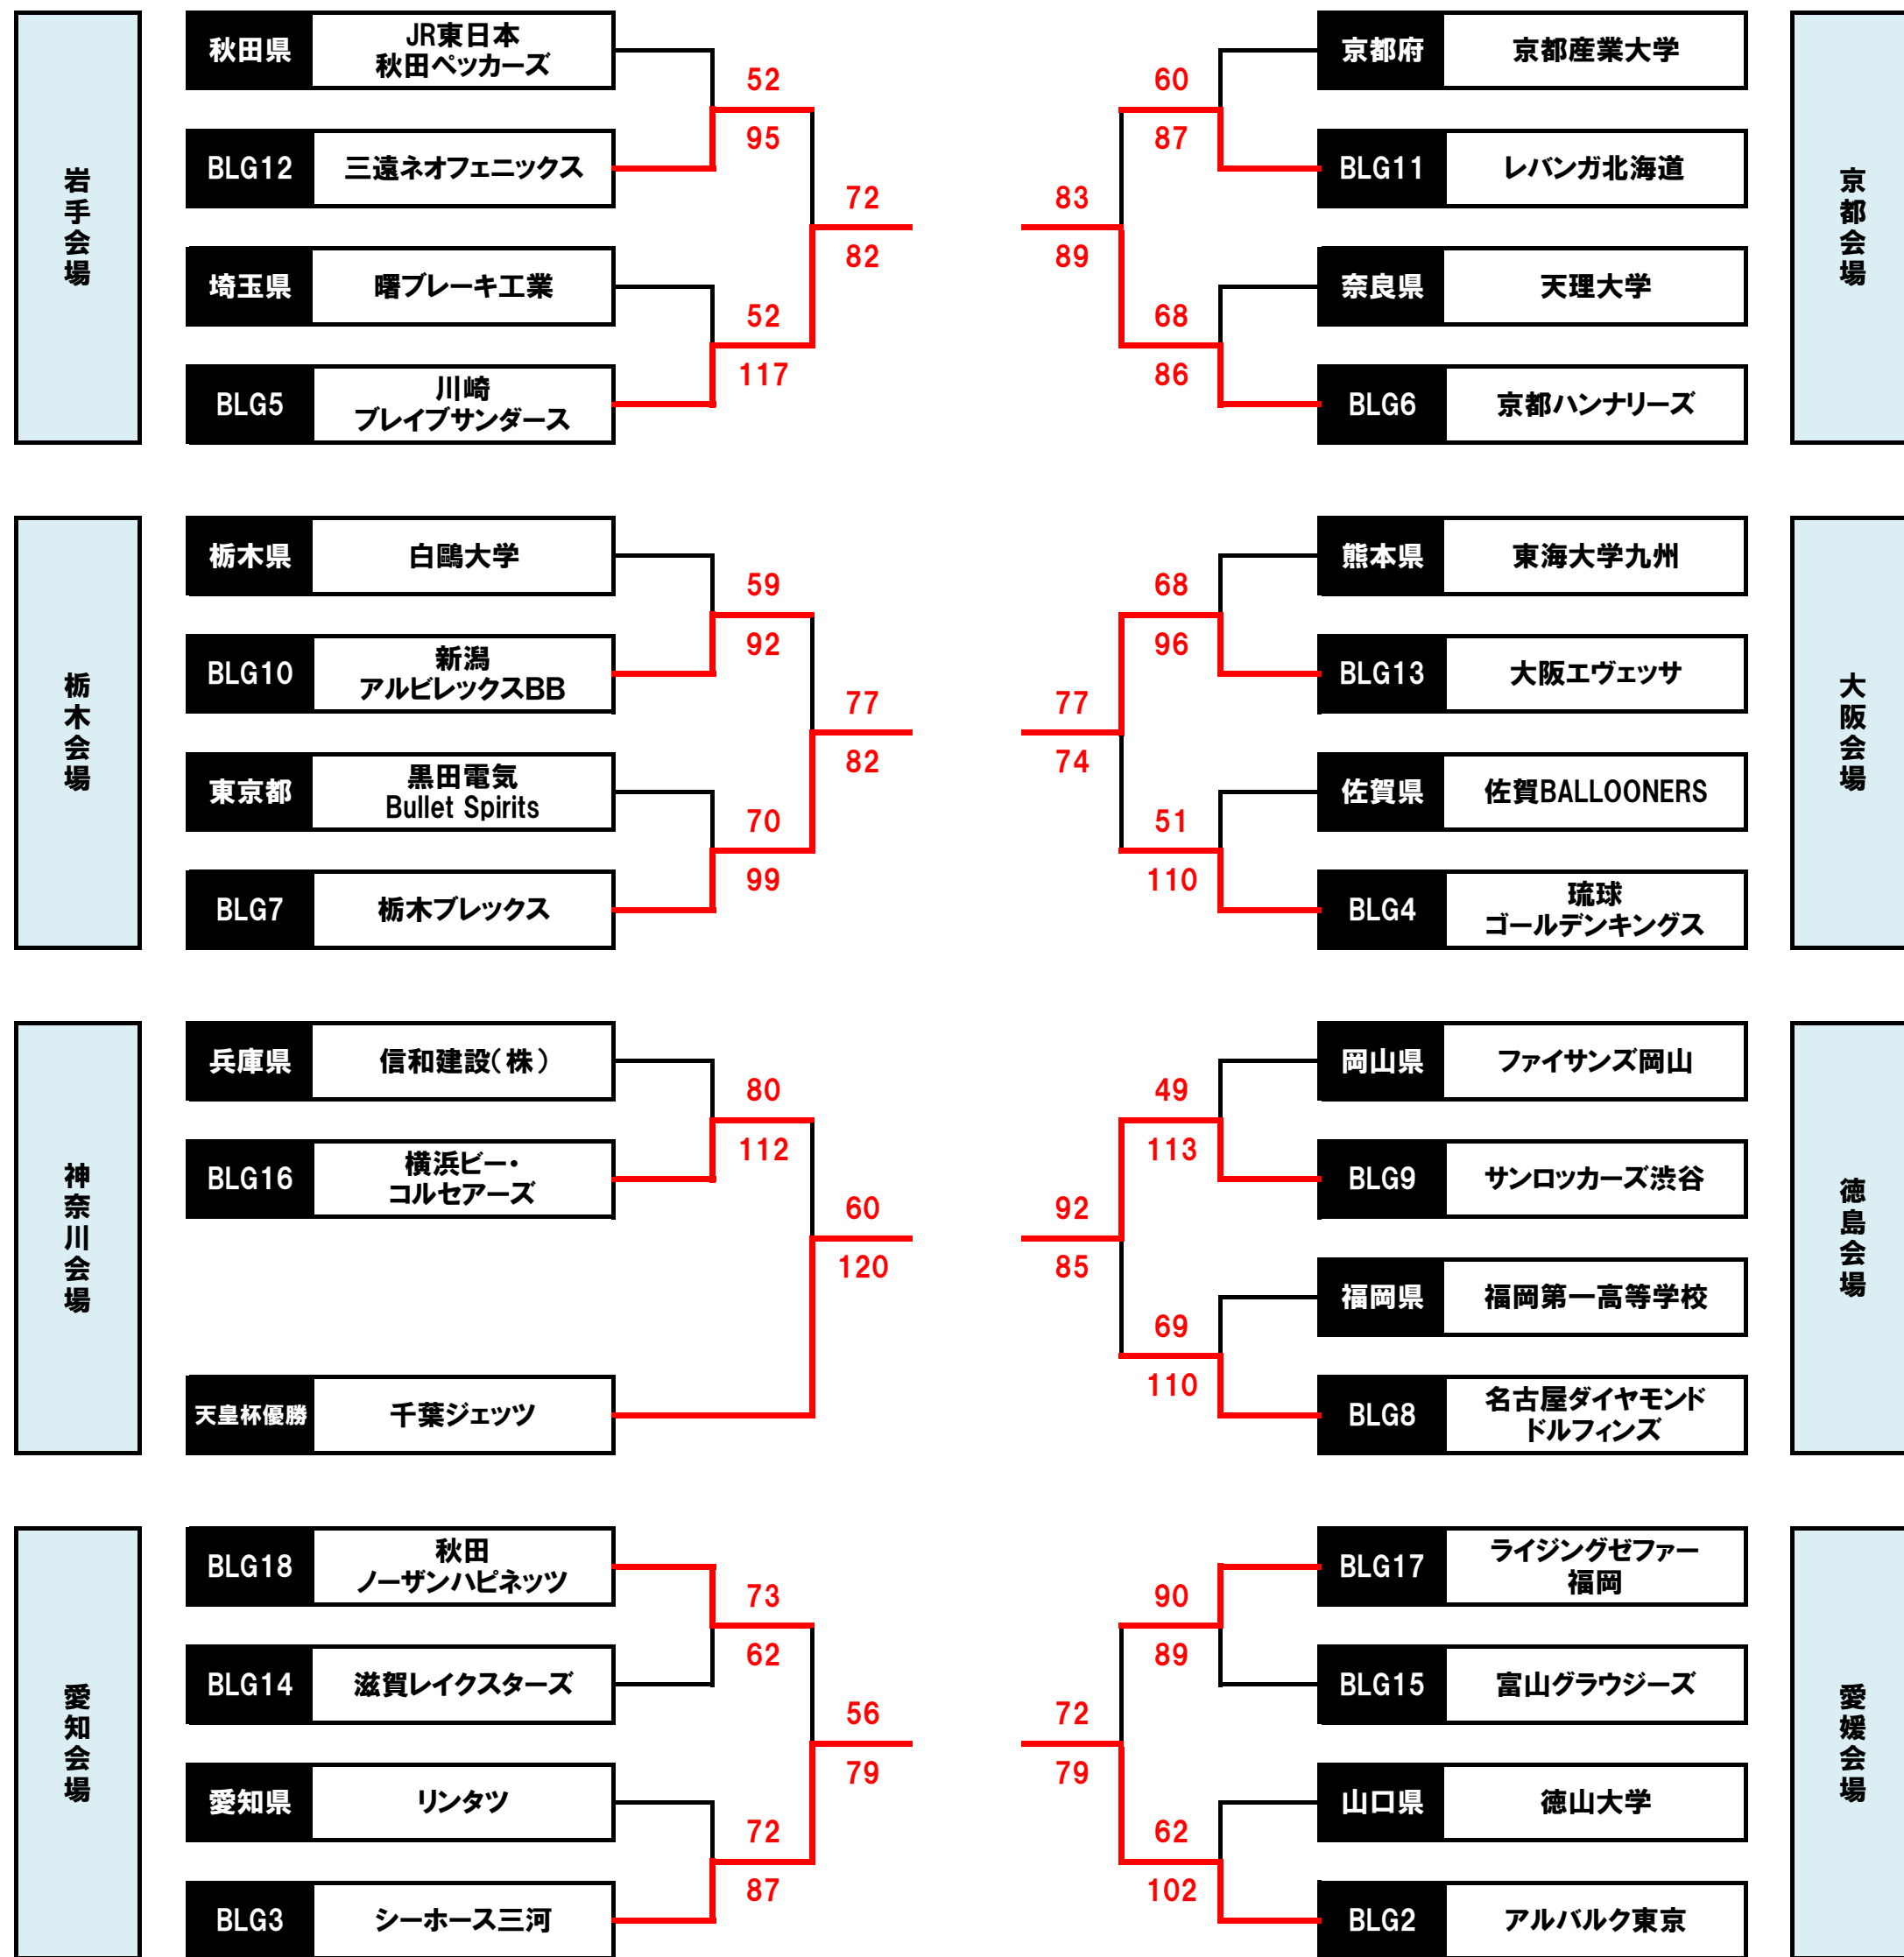 岩手会場
秋田県
JR東日本
秋田ペッカーズ
52
95
BLG12
三遠ネオフェニックス
72
82
埼玉県
曙ブレーキ工業
52
117
BLG5
川崎
ブレイブサンダース
京都府
京都産業大学
60
87
BLG11
レバンガ北海道
83
89
奈良県
天理大学
68
86
BLG6
京都ハンナリーズ
京都会場
栃木会場
栃木県
白鷗大学
59
92
BLG10
新潟
アルビレックスBB
77
82
東京都
黒田電気
Bullet Spirits
70
99
BLG7
栃木ブレックス
熊本県
東海大学九州
68
96
BLG13
大阪エヴェッサ
77
74
佐賀県
佐賀BALLOONERS
51
110
BLG4
琉球
ゴールデンキングス
大阪会場
神奈川会場
兵庫県
信和建設（株）
80
112
BLG16
横浜ビー・
コルセアーズ
60
120
天皇杯優勝
千葉ジェッツ
岡山県
ファイサンズ岡山
49
113
BLG9
サンロッカーズ渋谷
92
85
福岡県
福岡第一高等学校
69
110
BLG8
名古屋ダイヤモンド
ドルフィンズ
徳島会場
愛知会場
BLG18
秋田
ノーザンハピネッツ
73
62
BLG14
滋賀レイクスターズ
56
79
愛知県
リンタツ
72
87
BLG3
シーホース三河
BLG17
ライジングゼファー
福岡
90
89
BLG15
富山グラウジーズ
72
79
山口県
徳山大学
62
102
BLG2
アルバルク東京
愛媛会場